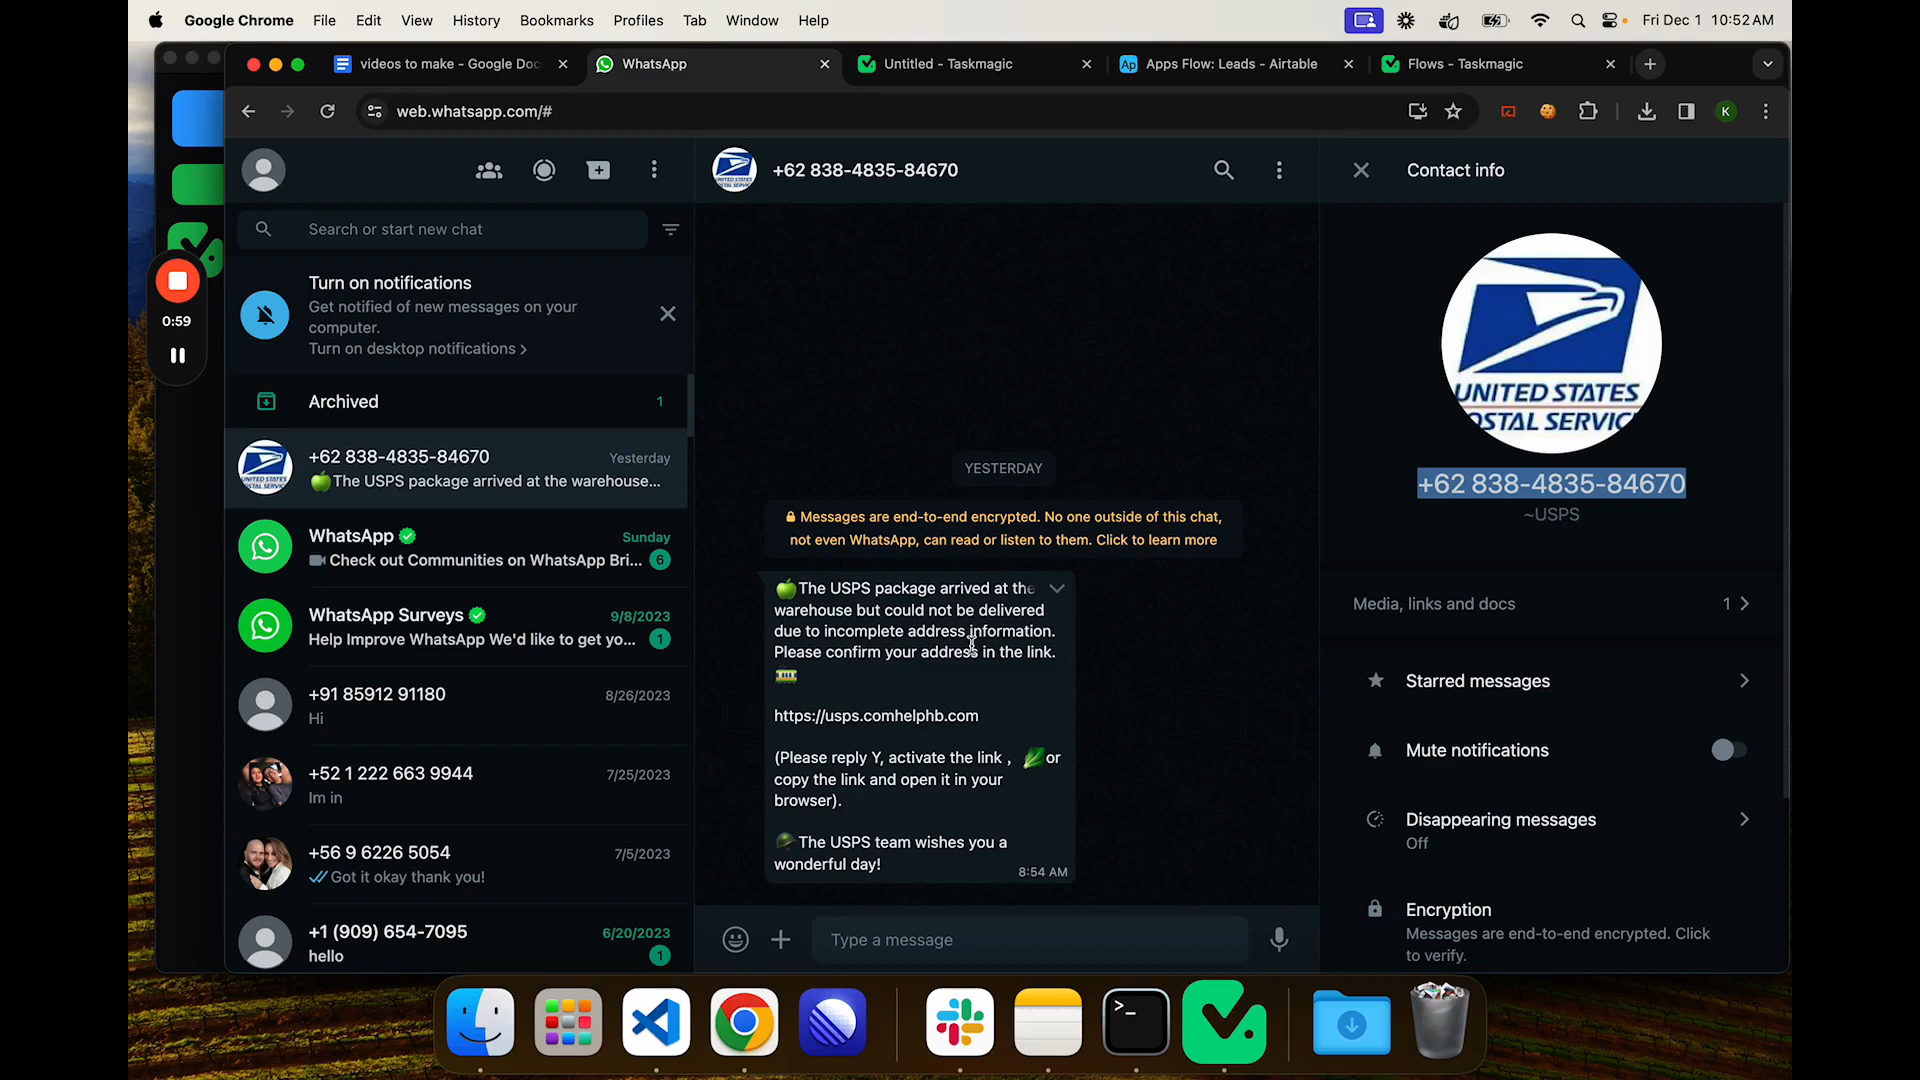 Google Chrome File Edit View History Bookmarks Profiles Tab Window Help Fri Dec 1 10:52 AM
videos to make - Google Doc WhatsApp Untitled - Taskmagic Ap Apps Flow: Leads - Airtable Flows - Taskmagic
web.whatsapp.com/# K
UNITED STATES
+62 838-4835-84670
Contact info
Search or start new chat
Turn on notifications
Get notified of new messages on your
computer.
Turn on desktop notifications >
0:59
Archived 1
+62 838-4835-84670 Yesterday
🍏The USPS package arrived at the warehouse...
WhatsApp Sunday
Check out Communities on WhatsApp Bri... 6
WhatsApp Surveys 9/8/2023
Help Improve WhatsApp We'd like to get yo... 1
+91 85912 91180 8/26/2023
Hi
+52 1 222 663 9944 7/25/2023
Im in
+56 9 6226 5054 7/5/2023
Got it okay thank you!
+1 (909) 654-7095 6/20/2023
hello 1
YESTERDAY
Messages are end-to-end encrypted. No one outside of this chat,
not even WhatsApp, can read or listen to them. Click to learn more
🍏The USPS package arrived at the
warehouse but could not be delivered
due to incomplete address information.
Please confirm your address in the link.
🚃
https://usps.comhelphb.com
(Please reply Y, activate the link , 🥬or
copy the link and open it in your
browser).
🪖The USPS team wishes you a
wonderful day!
8:54 AM
Type a message
UNITED STATES
POSTAL SERVIC
+62 838-4835-84670
~USPS
Media, links and docs 1
Starred messages
Mute notifications
Disappearing messages
Off
Encryption
Messages are end-to-end encrypted. Click
to verify.
>_